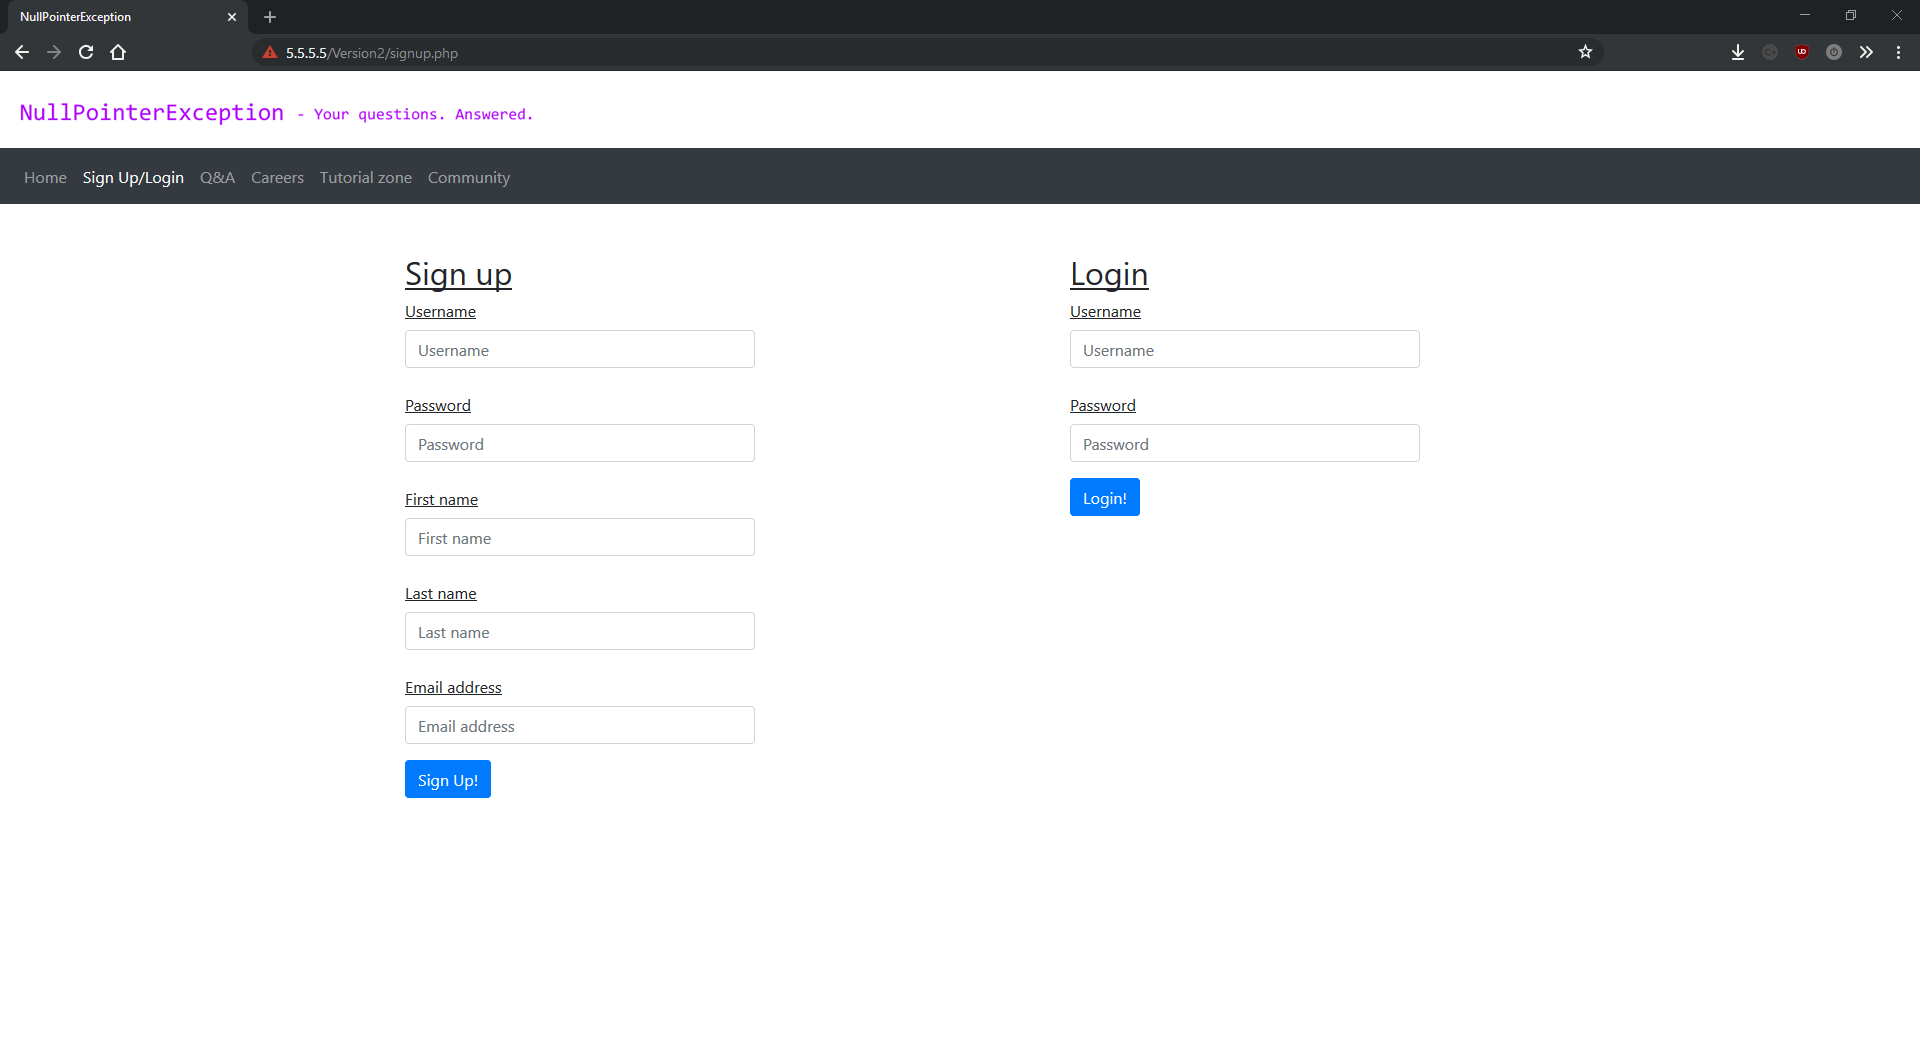 NullPointerException
5.5.5.5/Version2/signup.php
NullPointerException - Your questions. Answered.
Home Sign Up/Login Q&A Careers Tutorial zone Community
Sign up
Username
Username
Password
Password
First name
First name
Last name
Last name
Email address
Email address
Sign Up!
Login
Username
Username
Password
Password
Login!